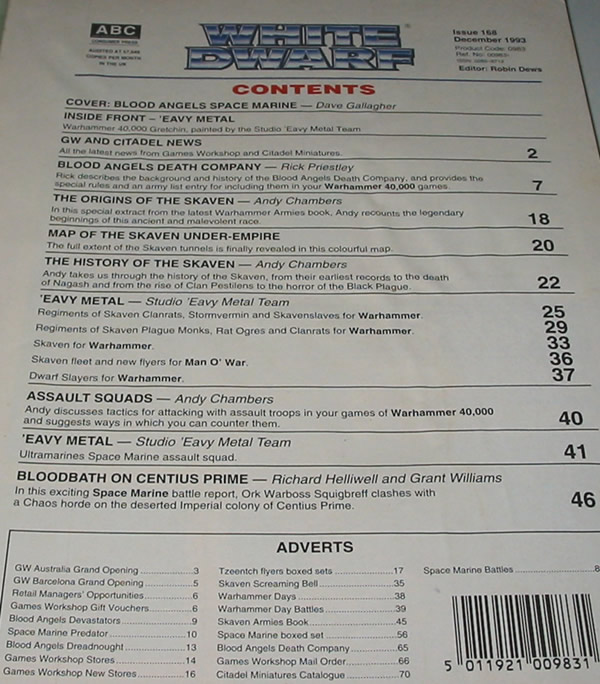 ABC
CONSUMER PRESS
AUDITED AT 67,848
COPIES PER MONTH
IN THE UK
WHITE
DWARF
Issue 168
December 1993
Product Code: 0983
Ref. No:
Editor: Robin Dews
CONTENTS
COVER: BLOOD ANGELS SPACE MARINE — Dave Gallagher
INSIDE FRONT – 'EAVY METAL
Warhammer 40,000 Gretchin, painted by the Studio 'Eavy Metal Team
GW AND CITADEL NEWS
All the latest news from Games Workshop and Citadel Miniatures. 2
BLOOD ANGELS DEATH COMPANY — Rick Priestley
Rick describes the background and history of the Blood Angels Death Company, and provides the
special rules and an army list entry for including them in your Warhammer 40,000 games. 7
THE ORIGINS OF THE SKAVEN — Andy Chambers
In this special extract from the latest Warhammer Armies book, Andy recounts the legendary
beginnings of this ancient and malevolent race. 18
MAP OF THE SKAVEN UNDER-EMPIRE
The full extent of the Skaven tunnels is finally revealed in this colourful map. 20
THE HISTORY OF THE SKAVEN — Andy Chambers
Andy takes us through the history of the Skaven, from their earliest records to the death
of Nagash and from the rise of Clan Pestilens to the horror of the Black Plague. 22
'EAVY METAL — Studio 'Eavy Metal Team
Regiments of Skaven Clanrats, Stormvermin and Skavenslaves for Warhammer. 25
Regiments of Skaven Plague Monks, Rat Ogres and Clanrats for Warhammer. 29
Skaven for Warhammer. 33
Skaven fleet and new flyers for Man O' War. 36
Dwarf Slayers for Warhammer. 37
ASSAULT SQUADS — Andy Chambers
Andy discusses tactics for attacking with assault troops in your games of Warhammer 40,000
and suggests ways in which you can counter them. 40
'EAVY METAL — Studio 'Eavy Metal Team
Ultramarines Space Marine assault squad. 41
BLOODBATH ON CENTIUS PRIME — Richard Helliwell and Grant Williams
In this exciting Space Marine battle report, Ork Warboss Squigbreff clashes with
a Chaos horde on the deserted Imperial colony of Centius Prime. 46
ADVERTS
GW Australia Grand Opening 3
GW Barcelona Grand Opening 5
Retail Managers' Opportunities 6
Games Workshop Gift Vouchers 6
Blood Angels Devastators 9
Space Marine Predator 10
Blood Angels Dreadnought 13
Games Workshop Stores 14
Games Workshop New Stores 16
Tzeentch flyers boxed sets 17
Skaven Screaming Bell 35
Warhammer Days 38
Warhammer Day Battles 39
Skaven Armies Book 45
Space Marine boxed set 56
Blood Angels Death Company 65
Games Workshop Mail Order 66
Citadel Miniatures Catalogue 70
Space Marine Battles 8
5 011921 009831